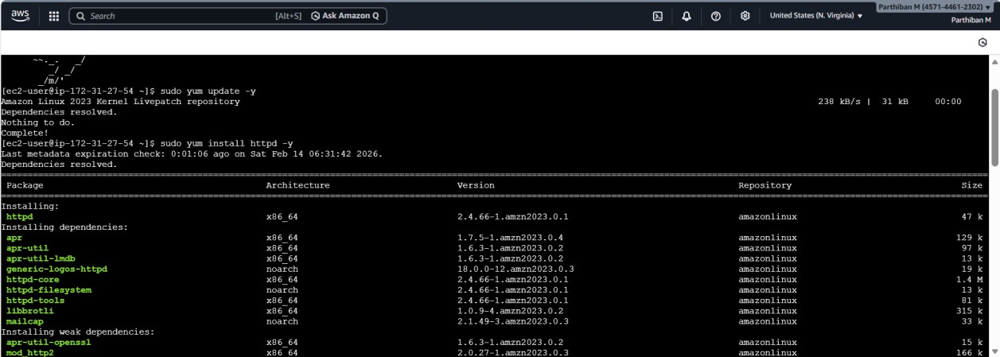 aws Search [Alt+S] Ask Amazon Q United States (N. Virginia) ▼ Parthiban M (4571-4461-2302) ▼
Parthiban M
~~._. _/
_/ _/
_/m/'
[ec2-user@ip-172-31-27-54 ~]$ sudo yum update -y
Amazon Linux 2023 Kernel Livepatch repository 238 kB/s | 31 kB 00:00
Dependencies resolved.
Nothing to do.
Complete!
[ec2-user@ip-172-31-27-54 ~]$ sudo yum install httpd -y
Last metadata expiration check: 0:01:06 ago on Sat Feb 14 06:31:42 2026.
Dependencies resolved.
Package Architecture Version Repository Size
Installing:
httpd x86_64 2.4.66-1.amzn2023.0.1 amazonlinux 47 k
Installing dependencies:
apr x86_64 1.7.5-1.amzn2023.0.4 amazonlinux 129 k
apr-util x86_64 1.6.3-1.amzn2023.0.2 amazonlinux 97 k
apr-util-lmdb x86_64 1.6.3-1.amzn2023.0.2 amazonlinux 13 k
generic-logos-httpd noarch 18.0.0-12.amzn2023.0.3 amazonlinux 19 k
httpd-core x86_64 2.4.66-1.amzn2023.0.1 amazonlinux 1.4 M
httpd-filesystem noarch 2.4.66-1.amzn2023.0.1 amazonlinux 13 k
httpd-tools x86_64 2.4.66-1.amzn2023.0.1 amazonlinux 81 k
libbrotli x86_64 1.0.9-4.amzn2023.0.2 amazonlinux 315 k
mailcap noarch 2.1.49-3.amzn2023.0.3 amazonlinux 33 k
Installing weak dependencies:
apr-util-openssl x86_64 1.6.3-1.amzn2023.0.2 amazonlinux 15 k
mod_http2 x86_64 2.0.27-1.amzn2023.0.3 amazonlinux 166 k